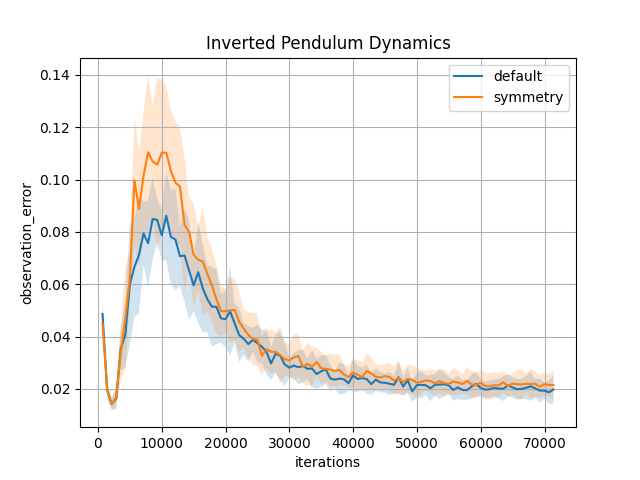 Inverted Pendulum Dynamics
default
symmetry
observation_error
0.14
0.12
0.10
0.08
0.06
0.04
0.02
0 10000 20000 30000 40000 50000 60000 70000
iterations